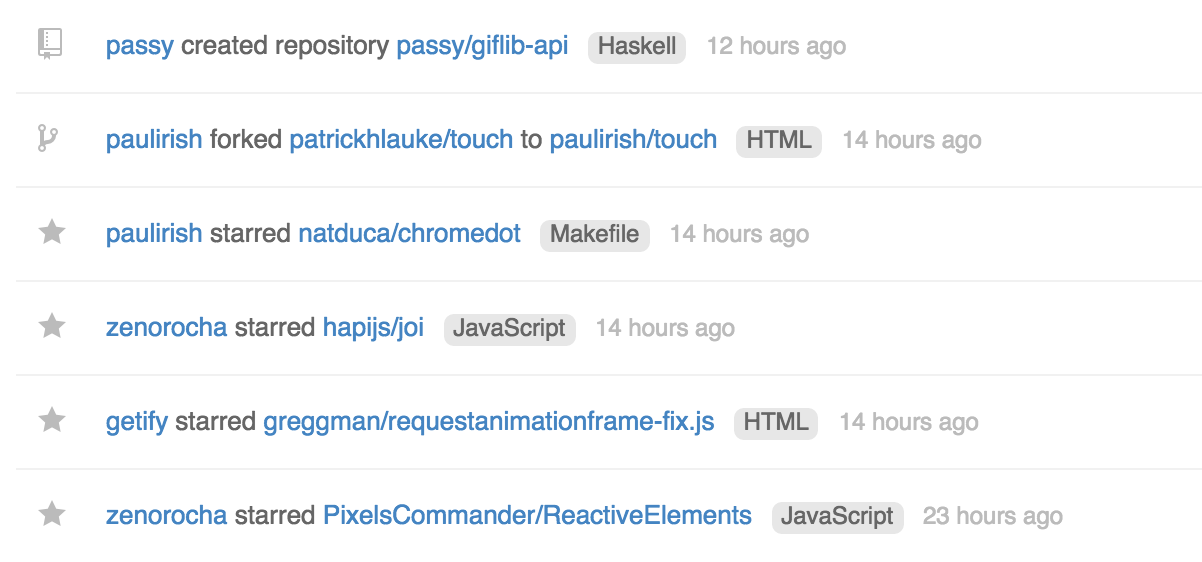 passy created repository passy/giflib-api Haskell 12 hours ago
paulirish forked patrickhlauke/touch to paulirish/touch HTML 14 hours ago
paulirish starred natduca/chromedot Makefile 14 hours ago
zenorocha starred hapijs/joi JavaScript 14 hours ago
getify starred greggman/requestanimationframe-fix.js HTML 14 hours ago
zenorocha starred PixelsCommander/ReactiveElements JavaScript 23 hours ago